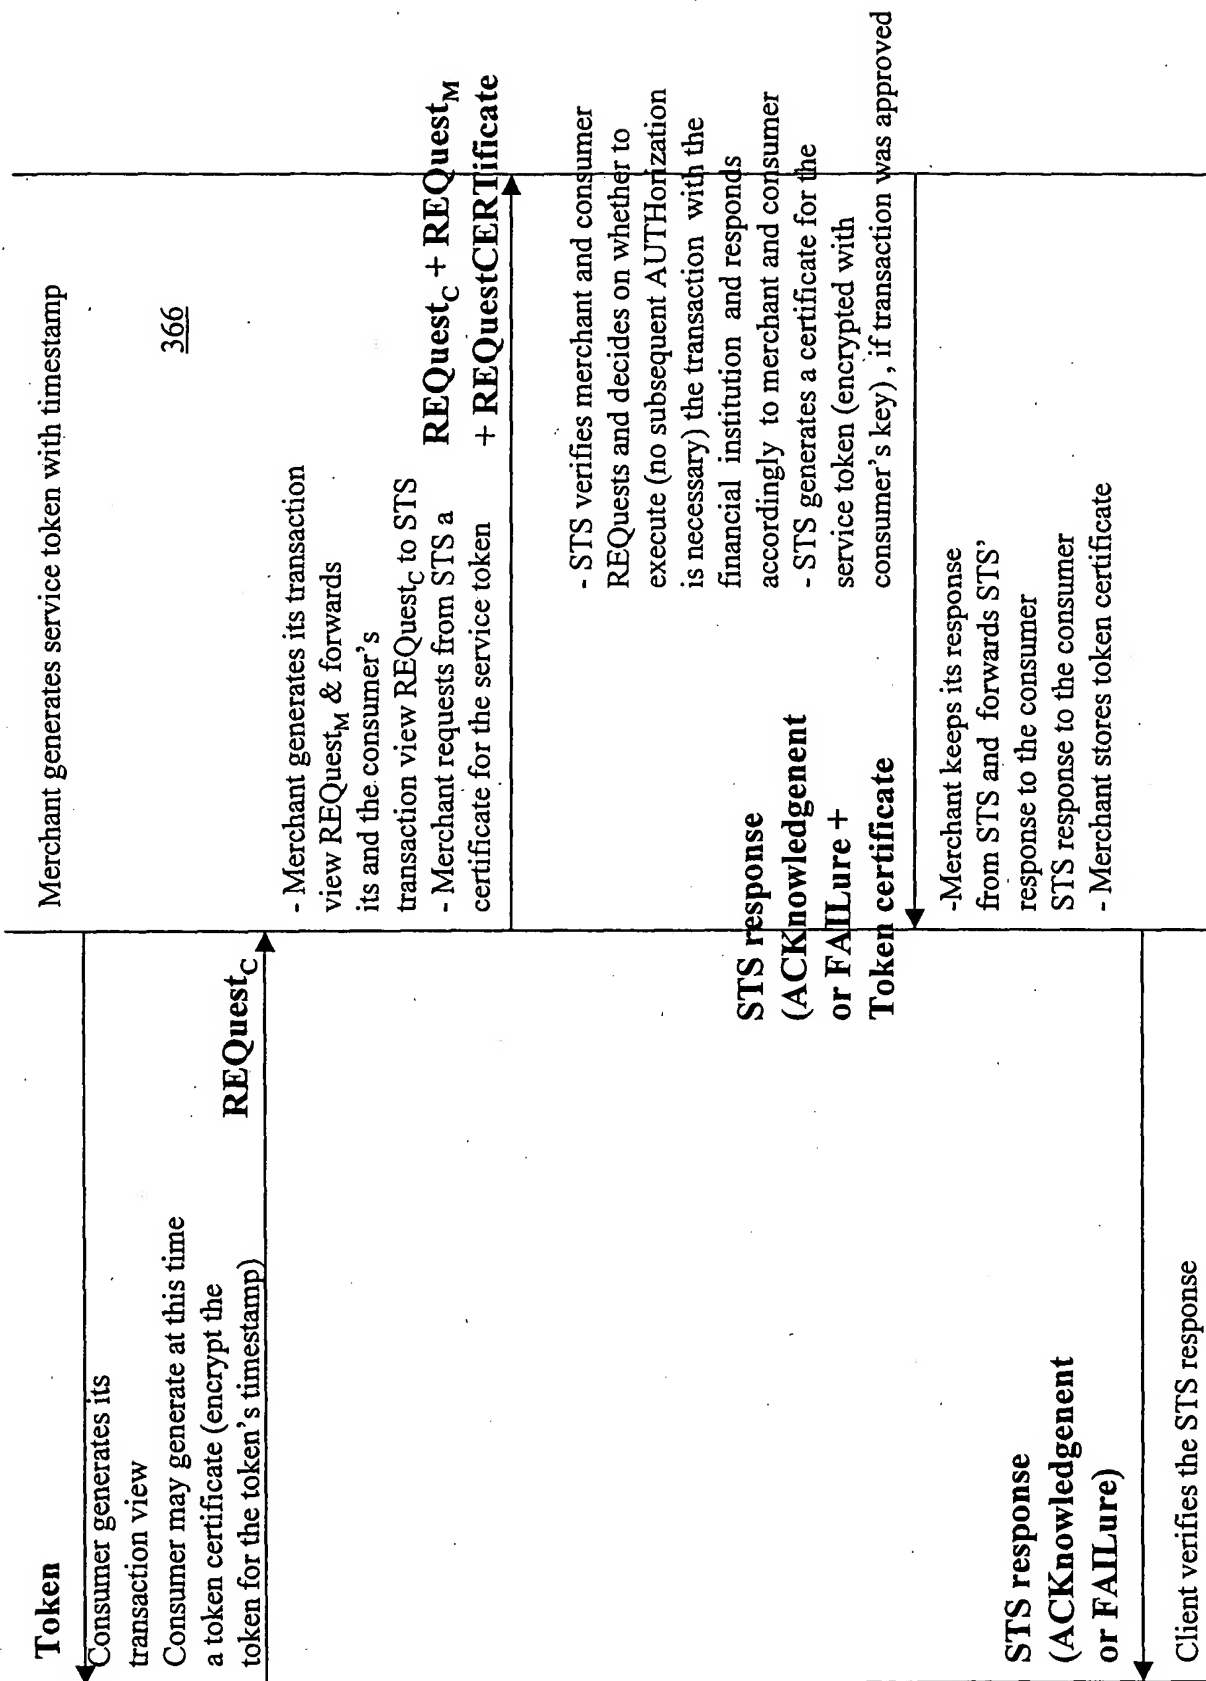 Merchant generates service token with timestamp
Token
366
Consumer generates its
transaction view
Consumer may generate at this time
a token certificate (encrypt the
token for the token's timestamp)
REQuestC
- Merchant generates its transaction
view REQuestM & forwards
its and the consumer's
transaction view REQuestC to STS
- Merchant requests from STS a
certificate for the service token
REQuestC + REQuestM
+ REQuestCERTificate
- STS verifies merchant and consumer
REQuests and decides on whether to
execute (no subsequent AUTHorization
is necessary) the transaction with the
financial institution and responds
accordingly to merchant and consumer
- STS generates a certificate for the
service token (encrypted with
consumer's key) , if transaction was approved
STS response
(ACKnowledgenent
or FAILure +
Token certificate
-Merchant keeps its response
from STS and forwards STS'
response to the consumer
STS response to the consumer
- Merchant stores token certificate
STS response
(ACKnowledgenent
or FAILure)
Client verifies the STS response